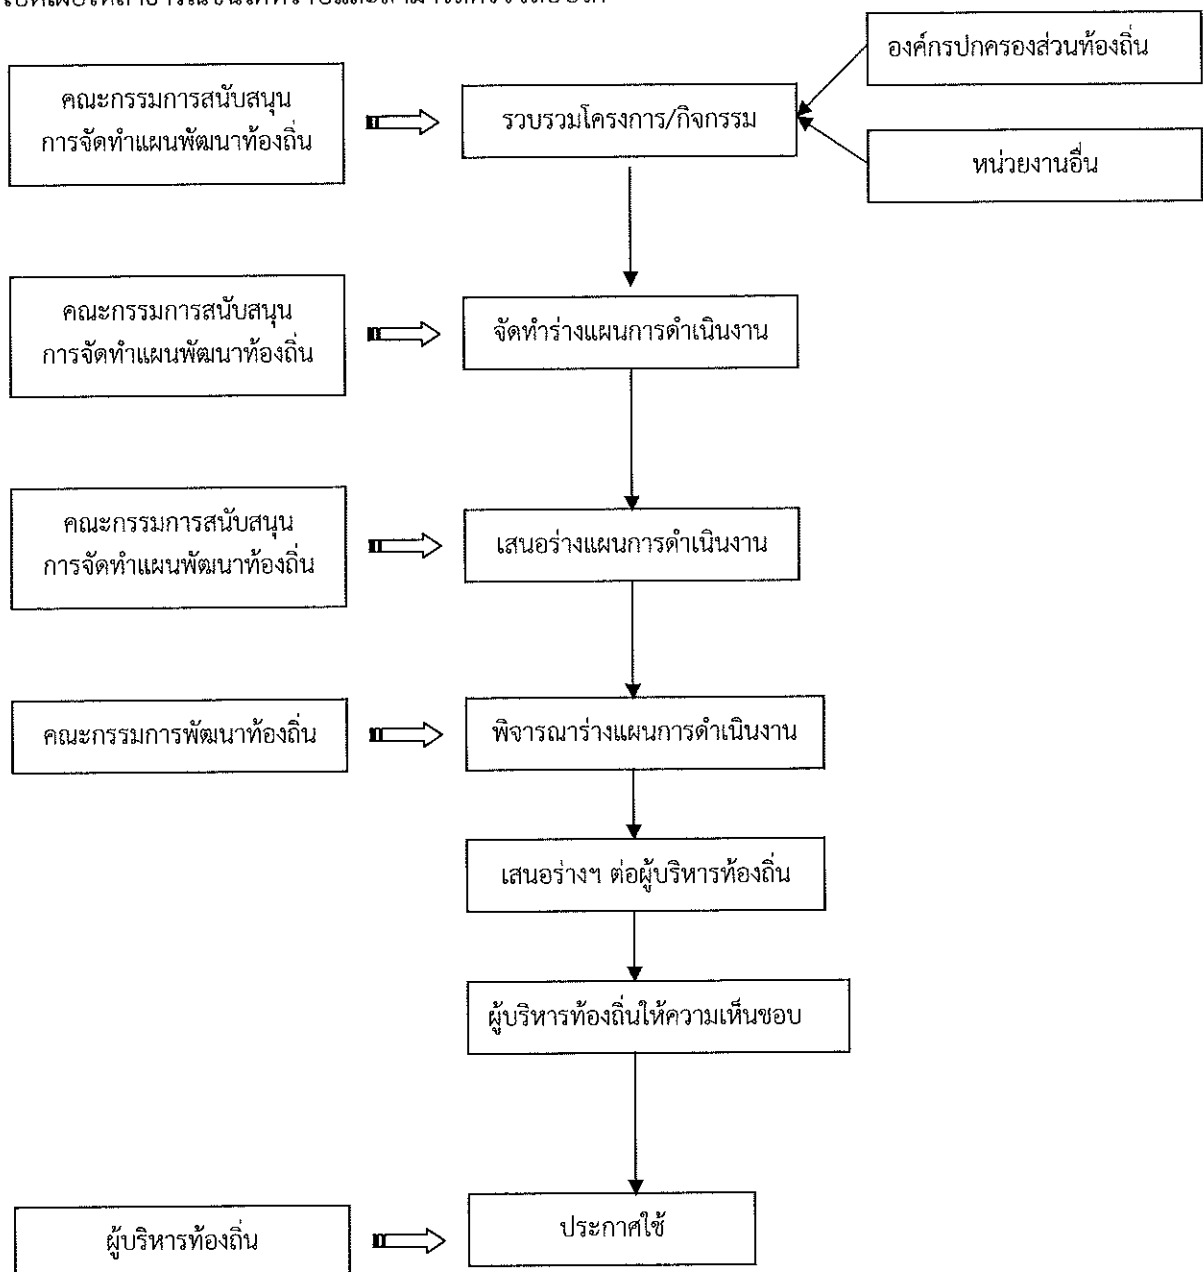 องค์กรปกครองส่วนท้องถิ่น
คณะกรรมการสนับสนุน
การจัดทำแผนพัฒนาท้องถิ่น
รวบรวมโครงการ/กิจกรรม
หน่วยงานอื่น
คณะกรรมการสนับสนุน
การจัดทำแผนพัฒนาท้องถิ่น
จัดทำร่างแผนการดำเนินงาน
คณะกรรมการสนับสนุน
การจัดทำแผนพัฒนาท้องถิ่น
เสนอร่างแผนการดำเนินงาน
คณะกรรมการพัฒนาท้องถิ่น
พิจารณาร่างแผนการดำเนินงาน
เสนอร่างฯ ต่อผู้บริหารท้องถิ่น
ผู้บริหารท้องถิ่นให้ความเห็นชอบ
ผู้บริหารท้องถิ่น
ประกาศใช้